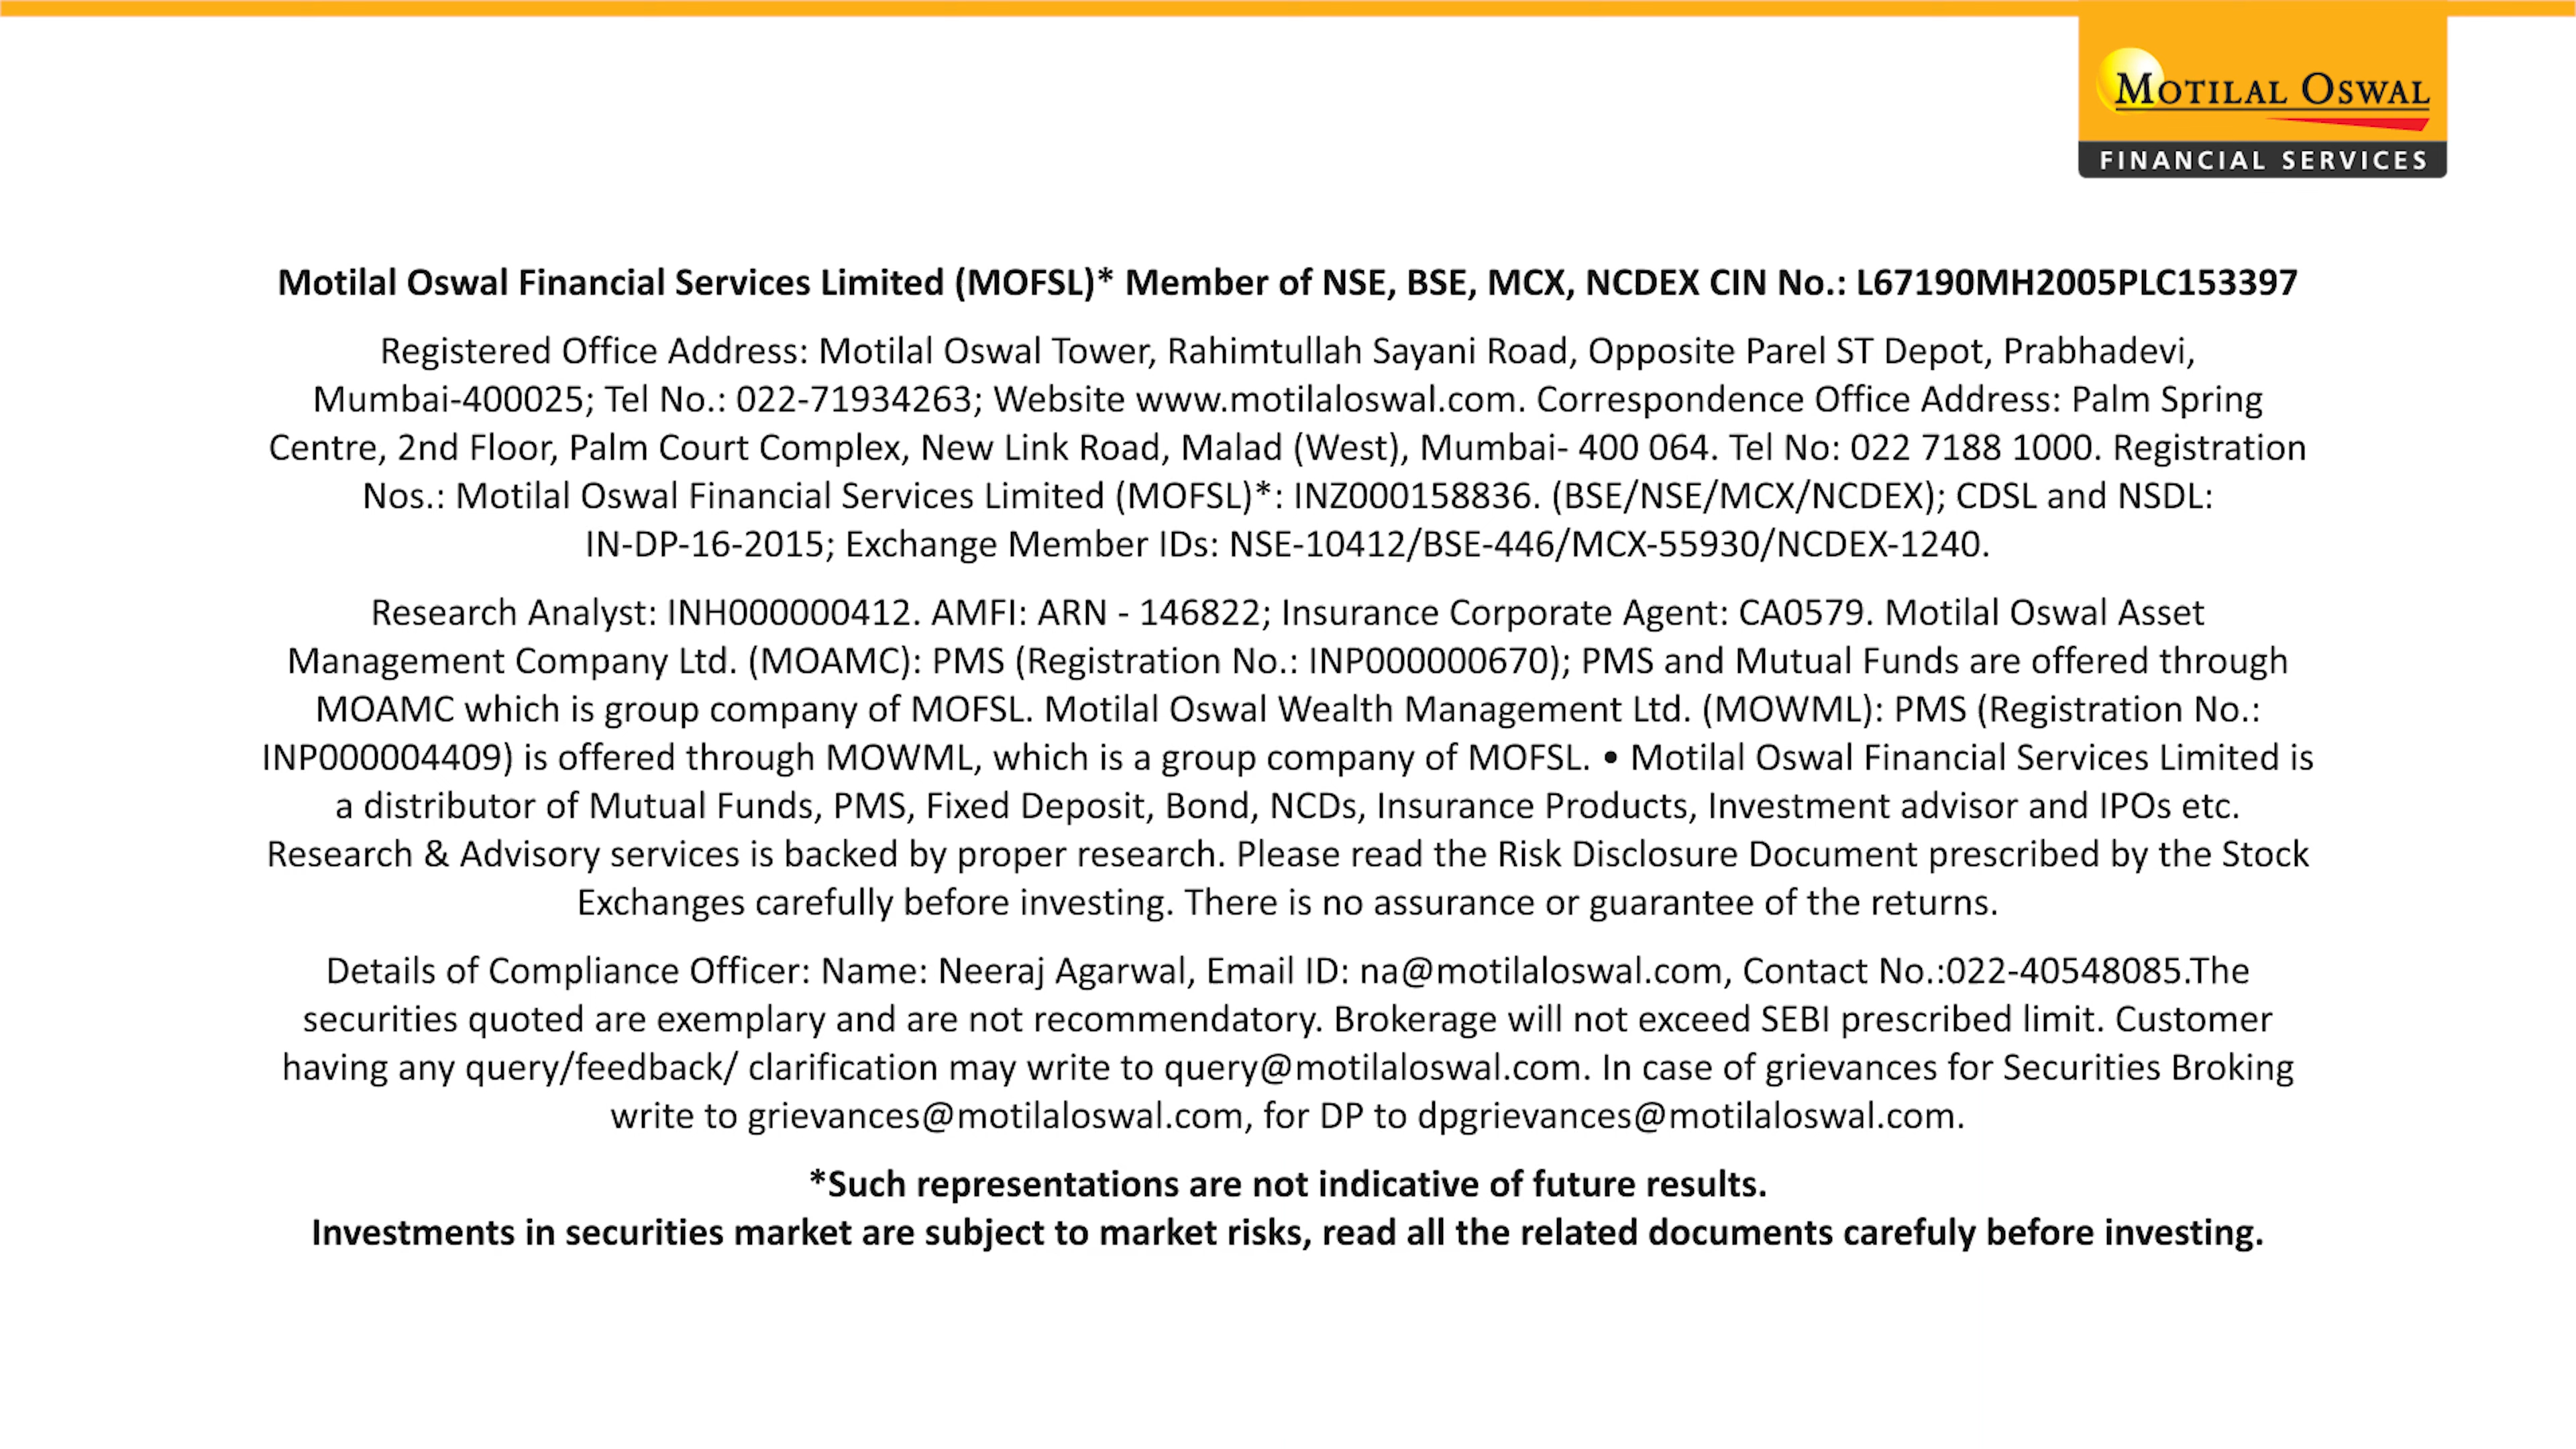 MOTILAL OSWAL
FINANCIAL SERVICES
Motilal Oswal Financial Services Limited (MOFSL)* Member of NSE, BSE, MCX, NCDEX CIN No.: L67190MH2005PLC153397
Registered Office Address: Motilal Oswal Tower, Rahimtullah Sayani Road, Opposite Parel ST Depot, Prabhadevi,
Mumbai-400025; Tel No.: 022-71934263; Website www.motilaloswal.com. Correspondence Office Address: Palm Spring
Centre, 2nd Floor, Palm Court Complex, New Link Road, Malad (West), Mumbai- 400 064. Tel No: 022 7188 1000. Registration
Nos.: Motilal Oswal Financial Services Limited (MOFSL)*: INZ000158836. (BSE/NSE/MCX/NCDEX); CDSL and NSDL:
IN-DP-16-2015; Exchange Member IDs: NSE-10412/BSE-446/MCX-55930/NCDEX-1240.
Research Analyst: INH000000412. AMFI: ARN - 146822; Insurance Corporate Agent: CA0579. Motilal Oswal Asset
Management Company Ltd. (MOAMC): PMS (Registration No.: INP000000670); PMS and Mutual Funds are offered through
MOAMC which is group company of MOFSL. Motilal Oswal Wealth Management Ltd. (MOWML): PMS (Registration No.:
INP000004409) is offered through MOWML, which is a group company of MOFSL. • Motilal Oswal Financial Services Limited is
a distributor of Mutual Funds, PMS, Fixed Deposit, Bond, NCDs, Insurance Products, Investment advisor and IPOs etc.
Research & Advisory services is backed by proper research. Please read the Risk Disclosure Document prescribed by the Stock
Exchanges carefully before investing. There is no assurance or guarantee of the returns.
Details of Compliance Officer: Name: Neeraj Agarwal, Email ID: na@motilaloswal.com, Contact No.:022-40548085.The
securities quoted are exemplary and are not recommendatory. Brokerage will not exceed SEBI prescribed limit. Customer
having any query/feedback/ clarification may write to query@motilaloswal.com. In case of grievances for Securities Broking
write to grievances@motilaloswal.com, for DP to dpgrievances@motilaloswal.com.
*Such representations are not indicative of future results.
Investments in securities market are subject to market risks, read all the related documents carefuly before investing.